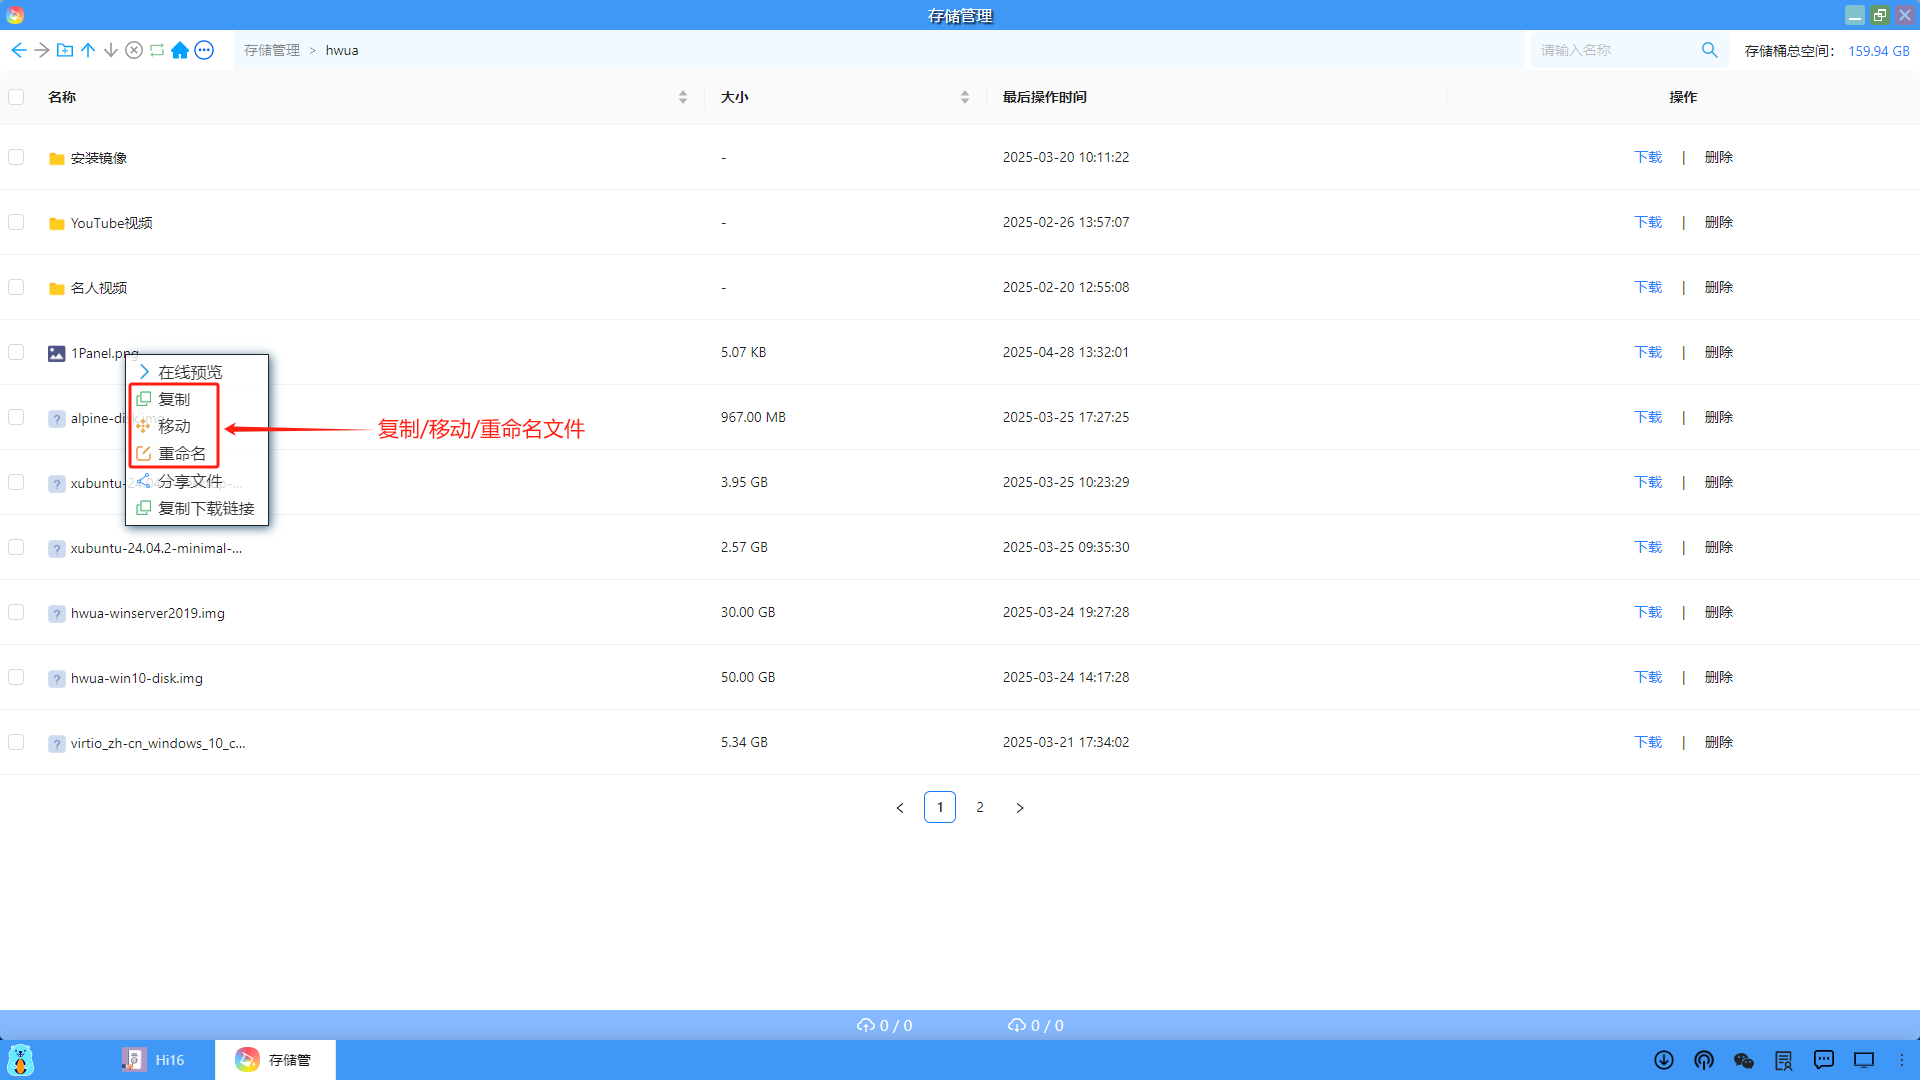 存储管理
存储管理 > hwua
请输入名称
存储桶总空间： 159.94 GB
名称 大小 最后操作时间 操作
安装镜像 - 2025-03-20 10:11:22 下载 | 删除
YouTube视频 - 2025-02-26 13:57:07 下载 | 删除
名人视频 - 2025-02-20 12:55:08 下载 | 删除
1Panel.png 5.07 KB 2025-04-28 13:32:01 下载 | 删除
在线预览
复制
移动
重命名
分享文件
复制下载链接
复制/移动/重命名文件
alpine-disk.img 967.00 MB 2025-03-25 17:27:25 下载 | 删除
xubuntu-24.04. 3.95 GB 2025-03-25 10:23:29 下载 | 删除
xubuntu-24.04.2-minimal-... 2.57 GB 2025-03-25 09:35:30 下载 | 删除
hwua-winserver2019.img 30.00 GB 2025-03-24 19:27:28 下载 | 删除
hwua-win10-disk.img 50.00 GB 2025-03-24 14:17:28 下载 | 删除
virtio_zh-cn_windows_10_c... 5.34 GB 2025-03-21 17:34:02 下载 | 删除
< 1 2 >
0 / 0 0 / 0
Hi16 存储管